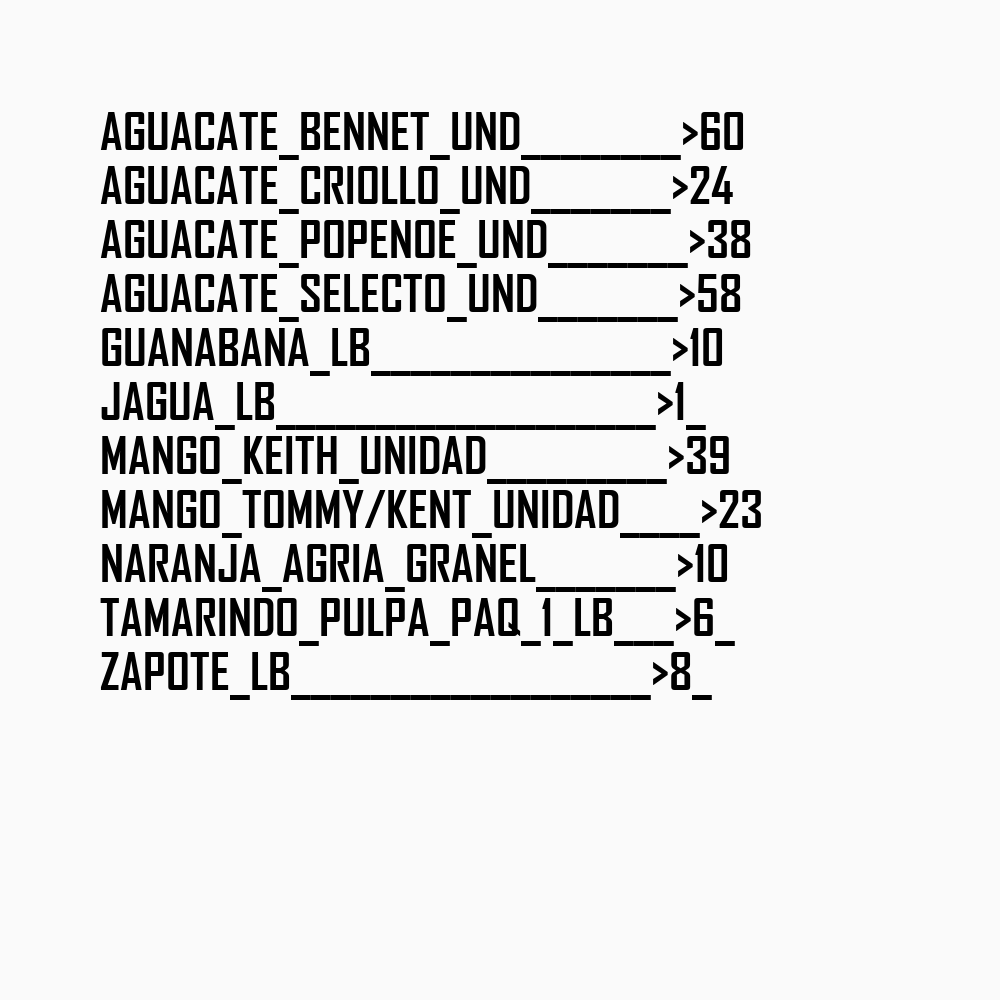 AGUACATE_BENNET_UND________>60
AGUACATE_CRIOLLO_UND_______>24
AGUACATE_POPENOE_UND_______>38
AGUACATE_SELECTO_UND_______>58
GUANABANA_LB_______________>10
JAGUA_LB___________________>1_
MANGO_KEITH_UNIDAD_________>39
MANGO_TOMMY/KENT_UNIDAD____>23
NARANJA_AGRIA_GRANEL_______>10
TAMARINDO_PULPA_PAQ_1_LB___>6_
ZAPOTE_LB__________________>8_